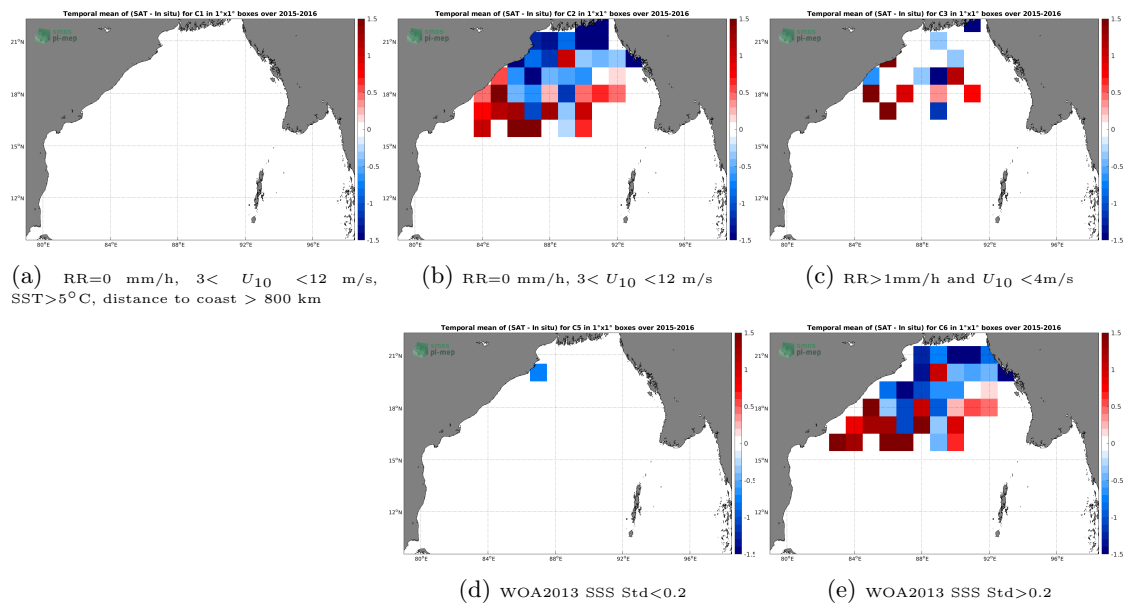 Temporal mean of (SAT - In situ) for C1 in 1°x1° boxes over 2015-2016
smos
pi-mep
21°N
18°N
15°N
12°N
80°E 84°E 88°E 92°E 96°E
1.5
1
0.5
0
-0.5
-1
-1.5
Temporal mean of (SAT - In situ) for C2 in 1°x1° boxes over 2015-2016
smos
pi-mep
21°N
18°N
15°N
12°N
80°E 84°E 88°E 92°E 96°E
1.5
1
0.5
0
-0.5
-1
-1.5
Temporal mean of (SAT - In situ) for C3 in 1°x1° boxes over 2015-2016
smos
pi-mep
21°N
18°N
15°N
12°N
80°E 84°E 88°E 92°E 96°E
1.5
1
0.5
0
-0.5
-1
-1.5
(a) RR=0 mm/h, 3< U10 <12 m/s,
SST>5°C, distance to coast > 800 km
(b) RR=0 mm/h, 3< U10 <12 m/s
(c) RR>1mm/h and U10 <4m/s
Temporal mean of (SAT - In situ) for C5 in 1°x1° boxes over 2015-2016
smos
pi-mep
21°N
18°N
15°N
12°N
80°E 84°E 88°E 92°E 96°E
1.5
1
0.5
0
-0.5
-1
-1.5
Temporal mean of (SAT - In situ) for C6 in 1°x1° boxes over 2015-2016
smos
pi-mep
21°N
18°N
15°N
12°N
80°E 84°E 88°E 92°E 96°E
1.5
1
0.5
0
-0.5
-1
-1.5
(d) WOA2013 SSS Std<0.2
(e) WOA2013 SSS Std>0.2